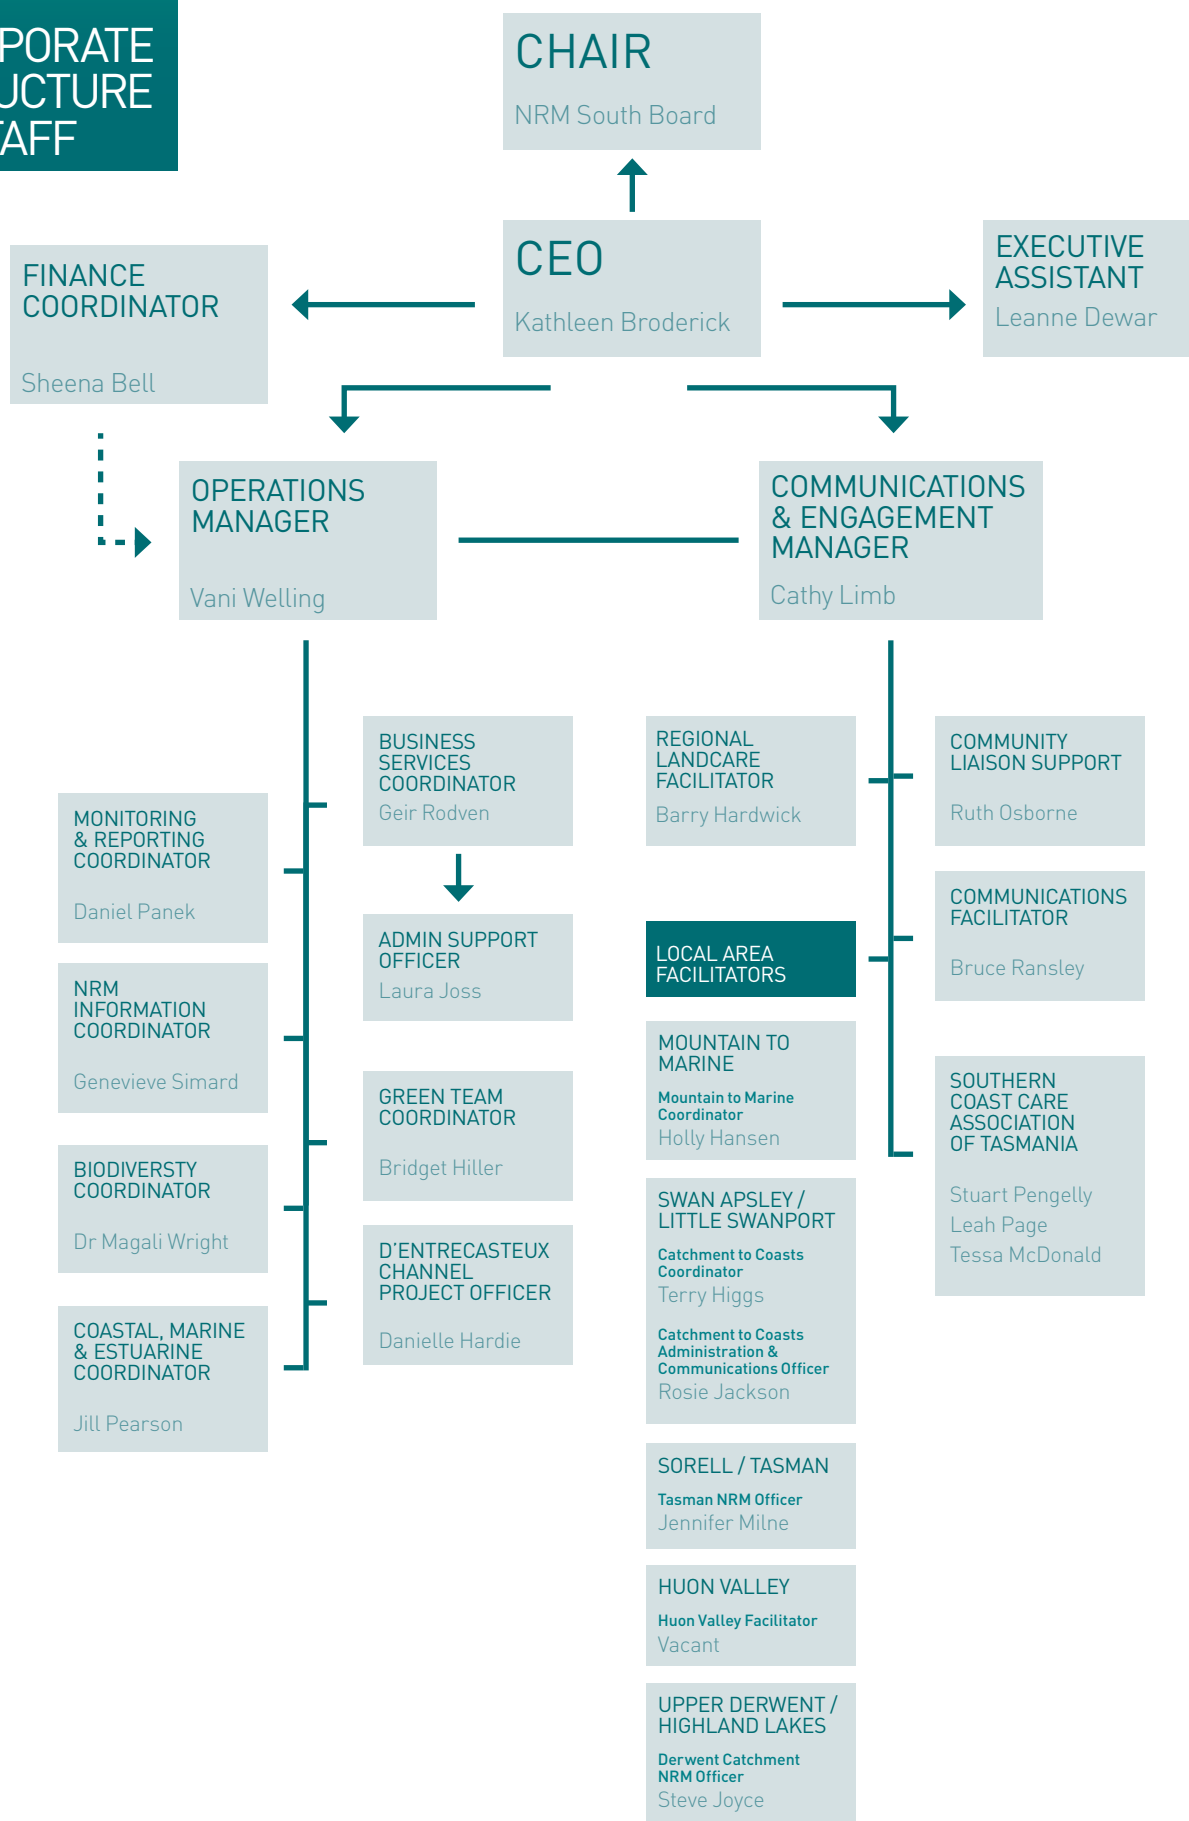 PORATE
UCTURE
TAFF
CHAIR
NRM South Board
CEO
Kathleen Broderick
EXECUTIVE
ASSISTANT
Leanne Dewar
FINANCE
COORDINATOR
Sheena Bell
OPERATIONS
MANAGER
Vani Welling
COMMUNICATIONS
& ENGAGEMENT
MANAGER
Cathy Limb
MONITORING
& REPORTING
COORDINATOR
Daniel Panek
NRM
INFORMATION
COORDINATOR
Genevieve Simard
BIODIVERSTY
COORDINATOR
Dr Magali Wright
COASTAL, MARINE
& ESTUARINE
COORDINATOR
Jill Pearson
BUSINESS
SERVICES
COORDINATOR
Geir Rodven
ADMIN SUPPORT
OFFICER
Laura Joss
GREEN TEAM
COORDINATOR
Bridget Hiller
D'ENTRECASTEUX
CHANNEL
PROJECT OFFICER
Danielle Hardie
REGIONAL
LANDCARE
FACILITATOR
Barry Hardwick
LOCAL AREA
FACILITATORS
MOUNTAIN TO
MARINE
Mountain to Marine
Coordinator
Holly Hansen
SWAN APSLEY /
LITTLE SWANPORT
Catchment to Coasts
Coordinator
Terry Higgs
Catchment to Coasts
Administration &
Communications Officer
Rosie Jackson
SORELL / TASMAN
Tasman NRM Officer
Jennifer Milne
HUON VALLEY
Huon Valley Facilitator
Vacant
UPPER DERWENT /
HIGHLAND LAKES
Derwent Catchment
NRM Officer
Steve Joyce
COMMUNITY
LIAISON SUPPORT
Ruth Osborne
COMMUNICATIONS
FACILITATOR
Bruce Ransley
SOUTHERN
COAST CARE
ASSOCIATION
OF TASMANIA
Stuart Pengelly
Leah Page
Tessa McDonald